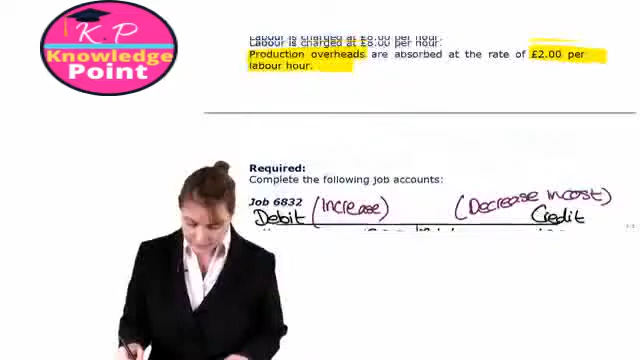 K.P
Knowledge
Point
Labour is charged at £8.00 per hour.
Labour is charged at £8.00 per hour.
Production overheads are absorbed at the rate of £2.00 per
labour hour.
Required:
Complete the following job accounts:
Job 6832
Debit (Increase) (Decrease in cost) Credit